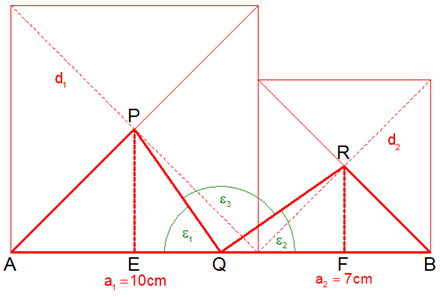 d₁
P
R
d₂
ε₃
ε₁
ε₂
A
E
Q
F
B
a₁ = 10cm
a₂ = 7cm